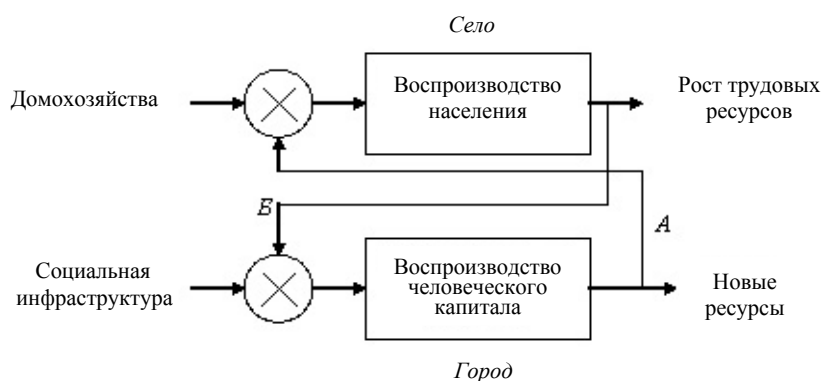 Село
Домохозяйства
Воспроизводство
населения
Рост трудовых
ресурсов
Б
А
Социальная
инфраструктура
Воспроизводство
человеческого
капитала
Новые
ресурсы
Город